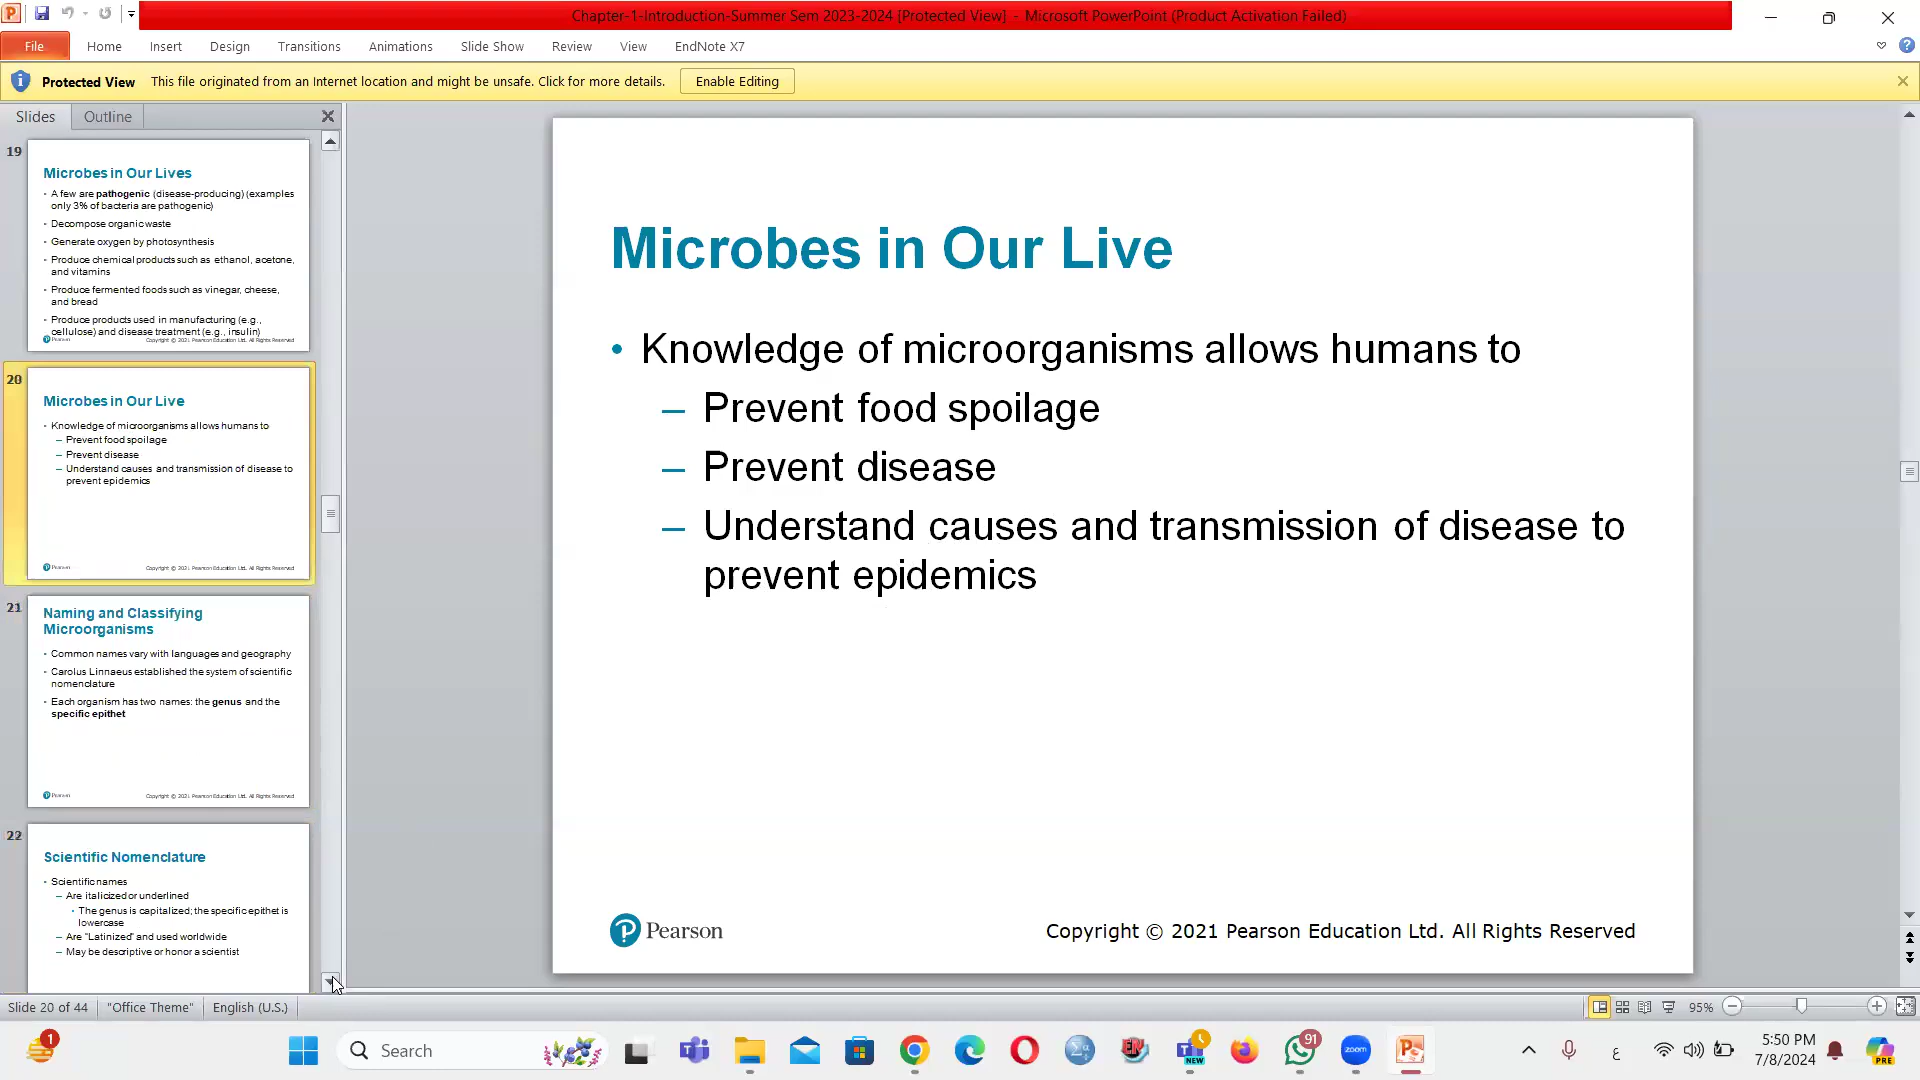 Chapter-1-Introduction-Summer Sem 2023-2024 [Protected View] - Microsoft PowerPoint (Product Activation Failed)
File Home Insert Design Transitions Animations Slide Show Review View EndNote X7
Protected View This file originated from an Internet location and might be unsafe. Click for more details. Enable Editing
Slides Outline
19
Microbes in Our Lives
• A few are pathogenic (disease-producing) (examples
only 3% of bacteria are pathogenic)
• Decompose organic waste
• Generate oxygen by photosynthesis
• Produce chemical products such as ethanol, acetone,
and vitamins
• Produce fermented foods such as vinegar, cheese,
and bread
• Produce products used in manufacturing (e.g.,
cellulose) and disease treatment (e.g., insulin)
Pearson Copyright © 2021 Pearson Education Ltd. All Rights Reserved
20
Microbes in Our Live
• Knowledge of microorganisms allows humans to
– Prevent food spoilage
– Prevent disease
– Understand causes and transmission of disease to
prevent epidemics
Pearson Copyright © 2021 Pearson Education Ltd. All Rights Reserved
21
Naming and Classifying
Microorganisms
• Common names vary with languages and geography
• Carolus Linnaeus established the system of scientific
nomenclature
• Each organism has two names: the genus and the
specific epithet
Pearson Copyright © 2021 Pearson Education Ltd. All Rights Reserved
22
Scientific Nomenclature
• Scientific names
– Are italicized or underlined
• The genus is capitalized; the specific epithet is
lowercase
– Are "Latinized" and used worldwide
– May be descriptive or honor a scientist
Microbes in Our Live
• Knowledge of microorganisms allows humans to
– Prevent food spoilage
– Prevent disease
– Understand causes and transmission of disease to
prevent epidemics
Pearson Copyright © 2021 Pearson Education Ltd. All Rights Reserved
Slide 20 of 44 "Office Theme" English (U.S.) 95%
1 Search NEW 91 zoom ع 5:50 PM PRE
7/8/2024